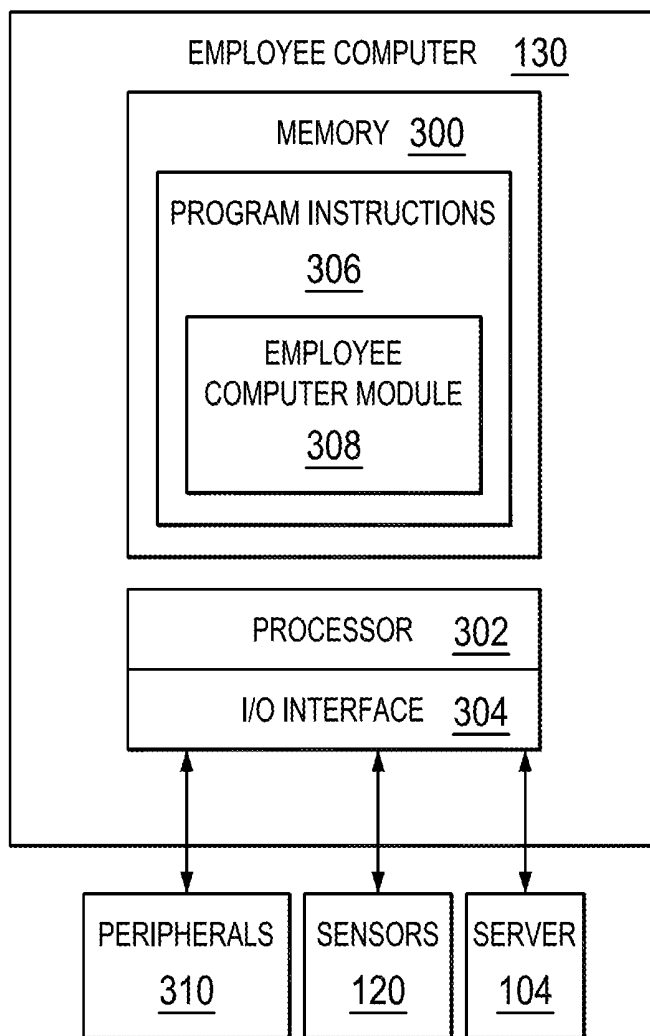 EMPLOYEE COMPUTER 130
MEMORY 300
PROGRAM INSTRUCTIONS
306
EMPLOYEE
COMPUTER MODULE
308
PROCESSOR 302
I/O INTERFACE 304
PERIPHERALS
310
SENSORS
120
SERVER
104